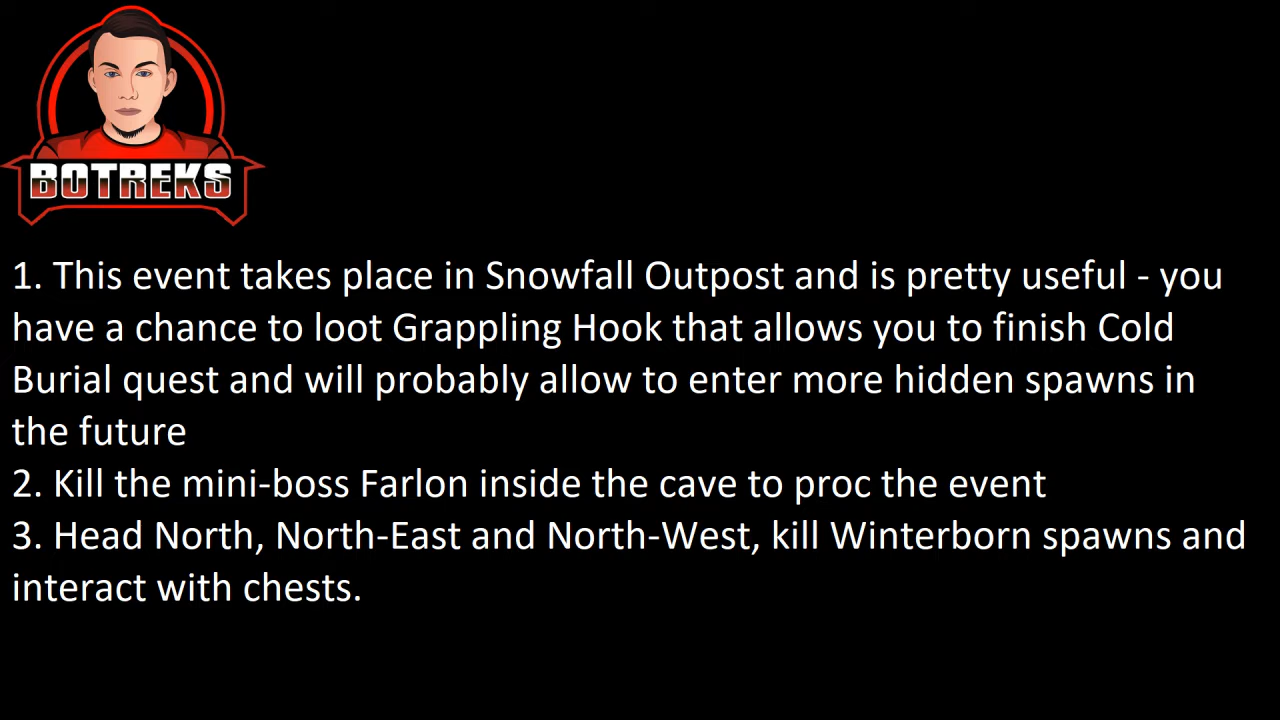 BOTREKS
1. This event takes place in Snowfall Outpost and is pretty useful - you
have a chance to loot Grappling Hook that allows you to finish Cold
Burial quest and will probably allow to enter more hidden spawns in
the future
2. Kill the mini-boss Farlon inside the cave to proc the event
3. Head North, North-East and North-West, kill Winterborn spawns and
interact with chests.